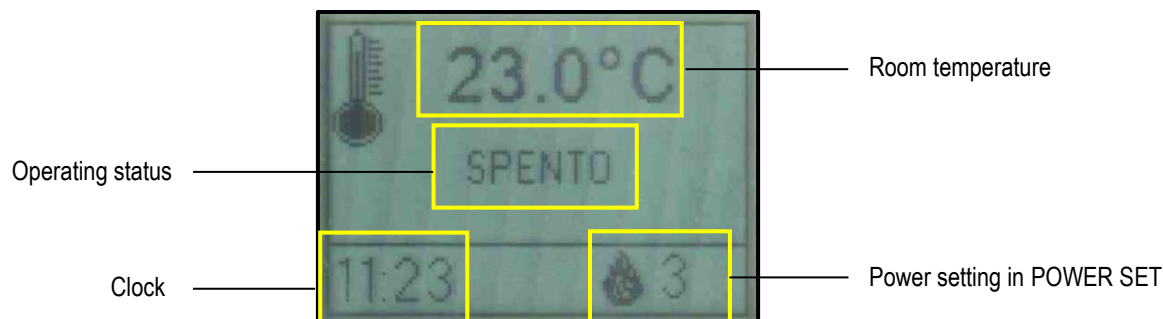 23.0°C
Room temperature
Operating status
SPENTO
Clock
11:23
3
Power setting in POWER SET